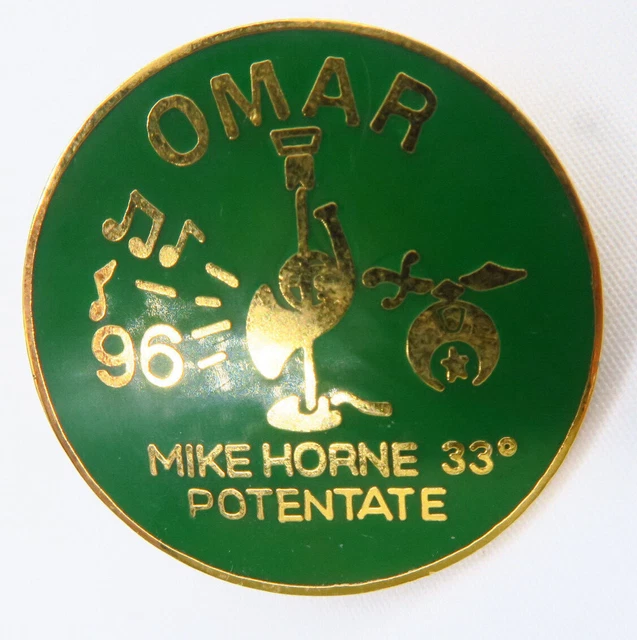 OMAR
96
MIKE HORNE 33°
POTENTATE